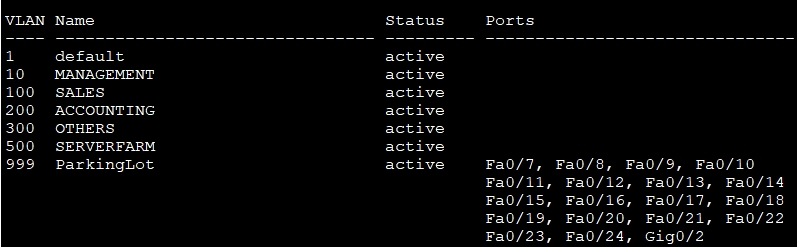 VLAN Name                             Status    Ports
---- -------------------------------- --------- -------------------------------
1    default                          active
10   MANAGEMENT                       active
100  SALES                            active
200  ACCOUNTING                       active
300  OTHERS                           active
500  SERVERFARM                       active
999  ParkingLot                       active    Fa0/7, Fa0/8, Fa0/9, Fa0/10
                                                Fa0/11, Fa0/12, Fa0/13, Fa0/14
                                                Fa0/15, Fa0/16, Fa0/17, Fa0/18
                                                Fa0/19, Fa0/20, Fa0/21, Fa0/22
                                                Fa0/23, Fa0/24, Gig0/2